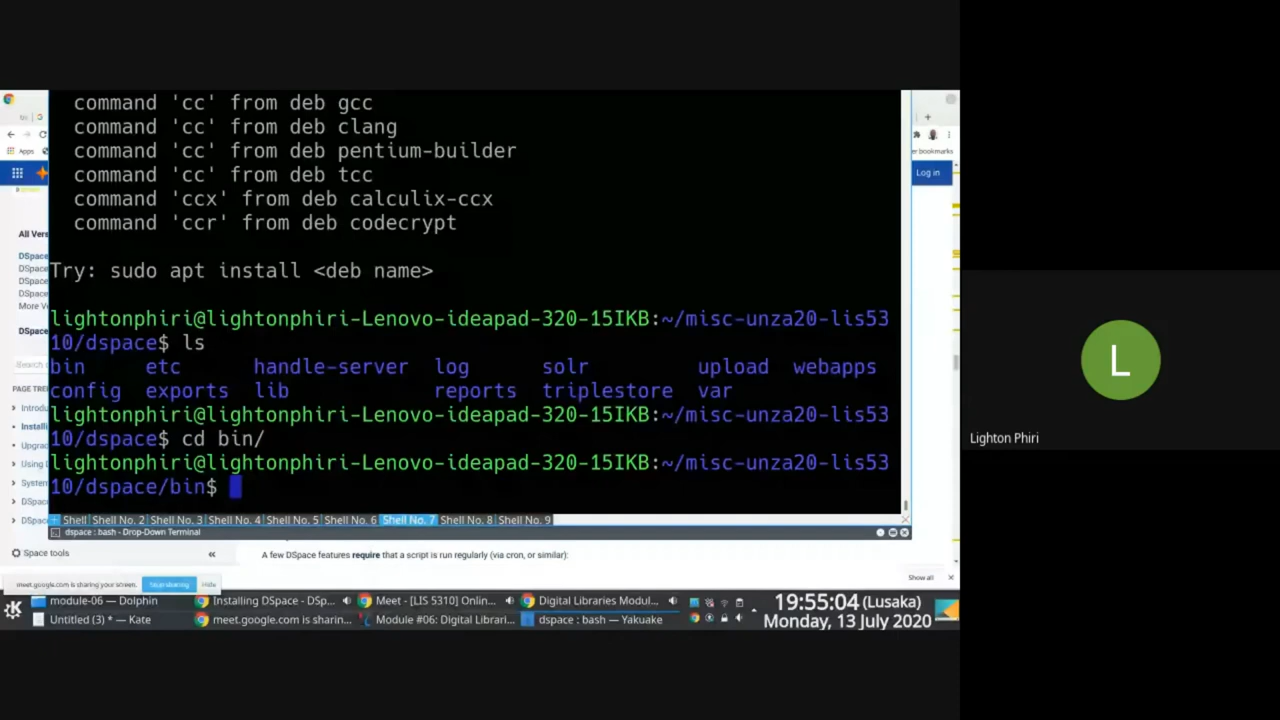 command 'cc' from deb gcc
command 'cc' from deb clang
command 'cc' from deb pentium-builder
command 'cc' from deb tcc
command 'ccx' from deb calculix-ccx
command 'ccr' from deb codecrypt
Try: sudo apt install <deb name>
lightonphiri@lightonphiri-Lenovo-ideapad-320-15IKB:~/misc-unza20-lis53
10/dspace$ ls
bin etc handle-server log solr upload webapps
config exports lib reports triplestore var
lightonphiri@lightonphiri-Lenovo-ideapad-320-15IKB:~/misc-unza20-lis53
10/dspace$ cd bin/
lightonphiri@lightonphiri-Lenovo-ideapad-320-15IKB:~/misc-unza20-lis53
10/dspace/bin$
Shell Shell No. 2 Shell No. 3 Shell No. 4 Shell No. 5 Shell No. 6 Shell No. 7 Shell No. 8 Shell No. 9
dspace : bash - Drop-Down Terminal
Apps
er bookmarks
Log in
All Vers
DSpace
DSpace
DSpace
DSpace
More Ve
DSpace
Search
PAGE TRE
Introdu
Install
Upgra
Using
System
DSpac
DSpac
Space tools
A few DSpace features require that a script is run regularly (via cron, or similar):
meet.google.com is sharing your screen. Stop sharing Hide
Show all
module-06 — Dolphin
Installing DSpace - DSp...
Meet - [LIS 5310] Onlin...
Digital Libraries Modul...
Untitled (3) * — Kate
meet.google.com is sharin...
Module #06: Digital Librari...
dspace : bash — Yakuake
19:55:04 (Lusaka)
Monday, 13 July 2020
L
Lighton Phiri